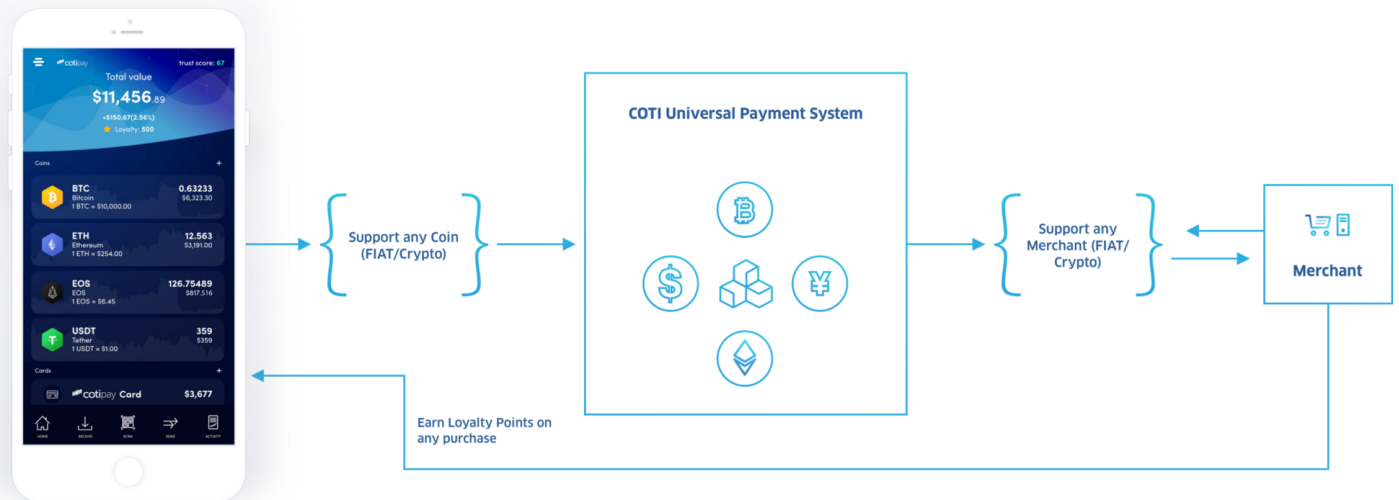 cotipay
trust score: 67
Total value
$11,456.89
+$150.67(2.56%)
Loyalty: 500
Coins
+
BTC
0.63233
Bitcoin
$6,323.30
1 BTC = $10,000.00
ETH
12.563
Ethereum
$3,191.00
1 ETH = $254.00
EOS
126.75489
EOS
$817.516
1 EOS = $6.45
USDT
359
Tether
$359
1 USDT = $1.00
Cards
+
cotipay Card
$3,677
HOME
RECEIVE
SCAN
SEND
ACTIVITY
Support any Coin
(FIAT/Crypto)
COTI Universal Payment System
Support any
Merchant (FIAT/
Crypto)
Merchant
Earn Loyalty Points on
any purchase